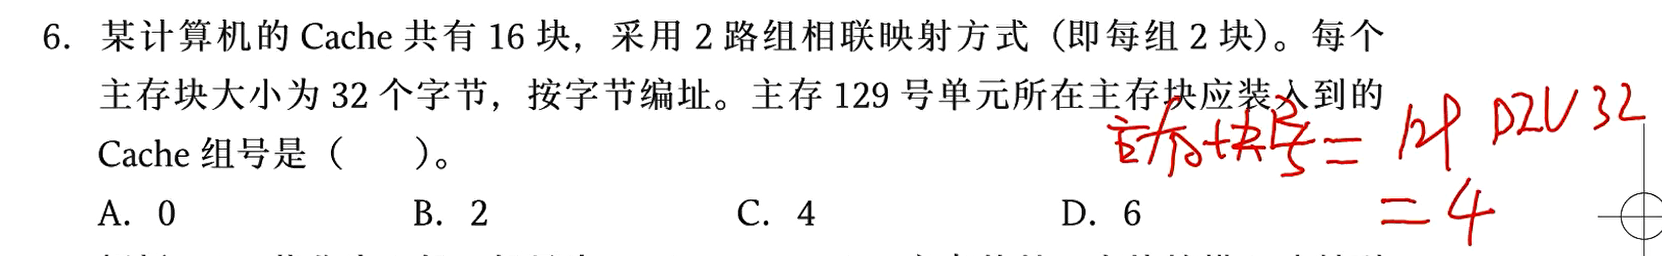 6. 某计算机的 Cache 共有 16 块，采用 2 路组相联映射方式（即每组 2 块）。每个
主存块大小为 32 个字节，按字节编址。主存 129 号单元所在主存块应装入到的
Cache 组号是（　　）。
主存块号 = 129 DIV 32
= 4
A. 0 B. 2 C. 4 D. 6